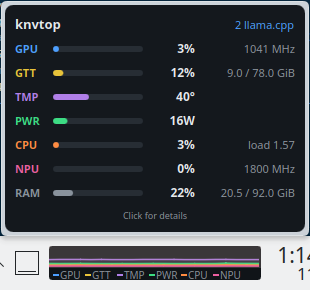 knvtop 2 llama.cpp
GPU 3% 1041 MHz
GTT 12% 9.0 / 78.0 GiB
TMP 40°
PWR 16W
CPU 3% load 1.57
NPU 0% 1800 MHz
RAM 22% 20.5 / 92.0 GiB
Click for details
GPU GTT TMP PWR CPU NPU